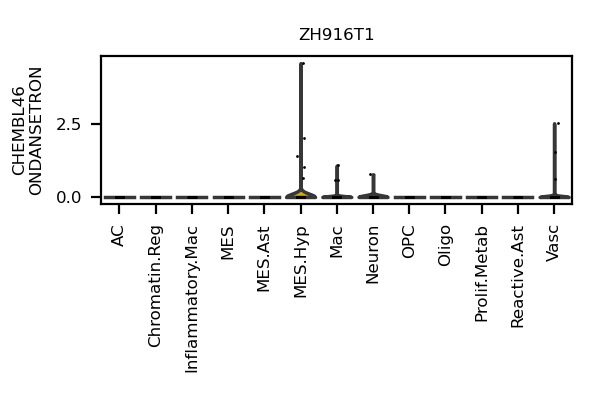 ZH916T1
CHEMBL46
ONDANSETRON
2.5
0.0
AC
Chromatin.Reg
Inflammatory.Mac
MES
MES.Ast
MES.Hyp
Mac
Neuron
OPC
Oligo
Prolif.Metab
Reactive.Ast
Vasc